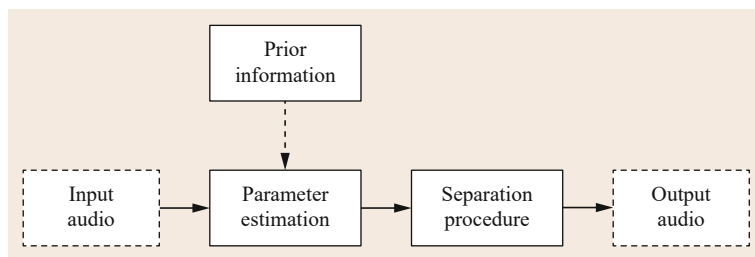 Prior
information
Input
audio
Parameter
estimation
Separation
procedure
Output
audio